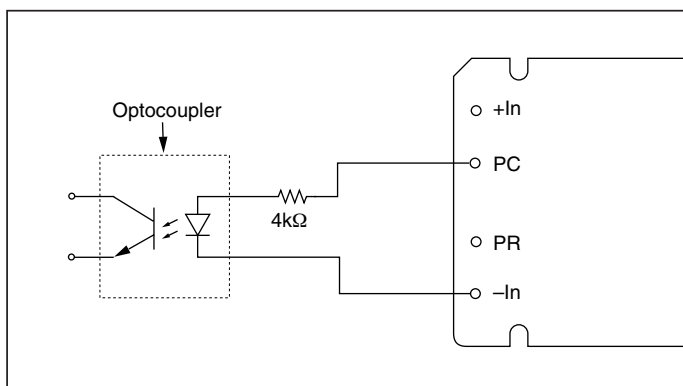 Optocoupler
4kΩ
+In
PC
PR
–In